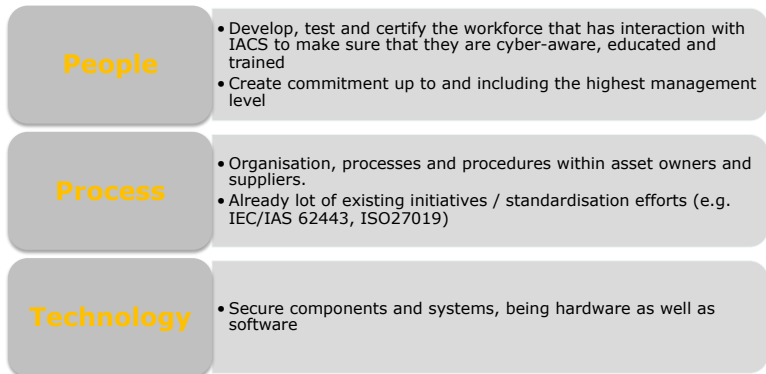 People
• Develop, test and certify the workforce that has interaction with
IACS to make sure that they are cyber-aware, educated and
trained
• Create commitment up to and including the highest management
level
Process
• Organisation, processes and procedures within asset owners and
suppliers.
• Already lot of existing initiatives / standardisation efforts (e.g.
IEC/IAS 62443, ISO27019)
Technology
• Secure components and systems, being hardware as well as
software